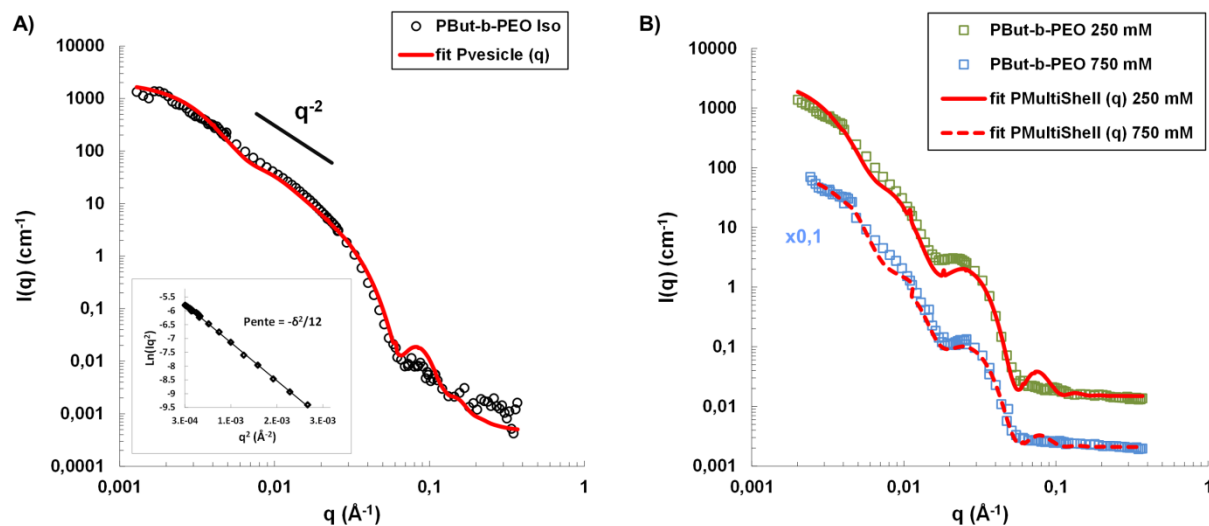 A)
PBut-b-PEO Iso
fit Pvesicle (q)
10000
1000
100
10
1
0,1
0,01
0,001
0,0001
I(q) (cm⁻¹)
q⁻²
-5.5
-6
-6.5
-7
-7.5
-8
-8.5
-9
-9.5
Ln(Iq²)
Pente = -δ²/12
3.E-04 1.E-03 2.E-03 3.E-03
q² (Å⁻²)
0,001 0,01 0,1 1
q (Å⁻¹)
B)
PBut-b-PEO 250 mM
PBut-b-PEO 750 mM
fit PMultiShell (q) 250 mM
fit PMultiShell (q) 750 mM
10000
1000
100
10
1
0,1
0,01
0,001
I(q) (cm⁻¹)
x0,1
0,001 0,01 0,1 1
q (Å⁻¹)